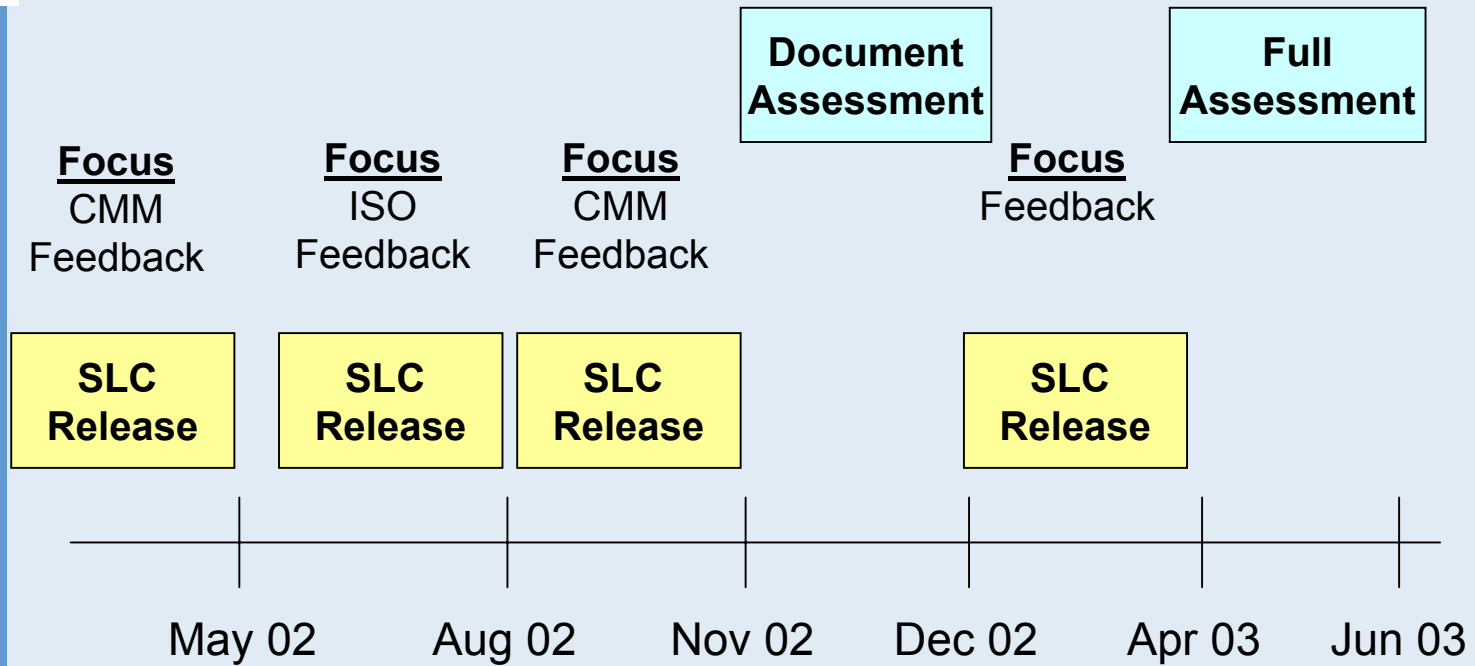 Document
Assessment
Full
Assessment
Focus
CMM
Feedback
Focus
ISO
Feedback
Focus
CMM
Feedback
Focus
Feedback
SLC
Release
SLC
Release
SLC
Release
SLC
Release
May 02
Aug 02
Nov 02
Dec 02
Apr 03
Jun 03